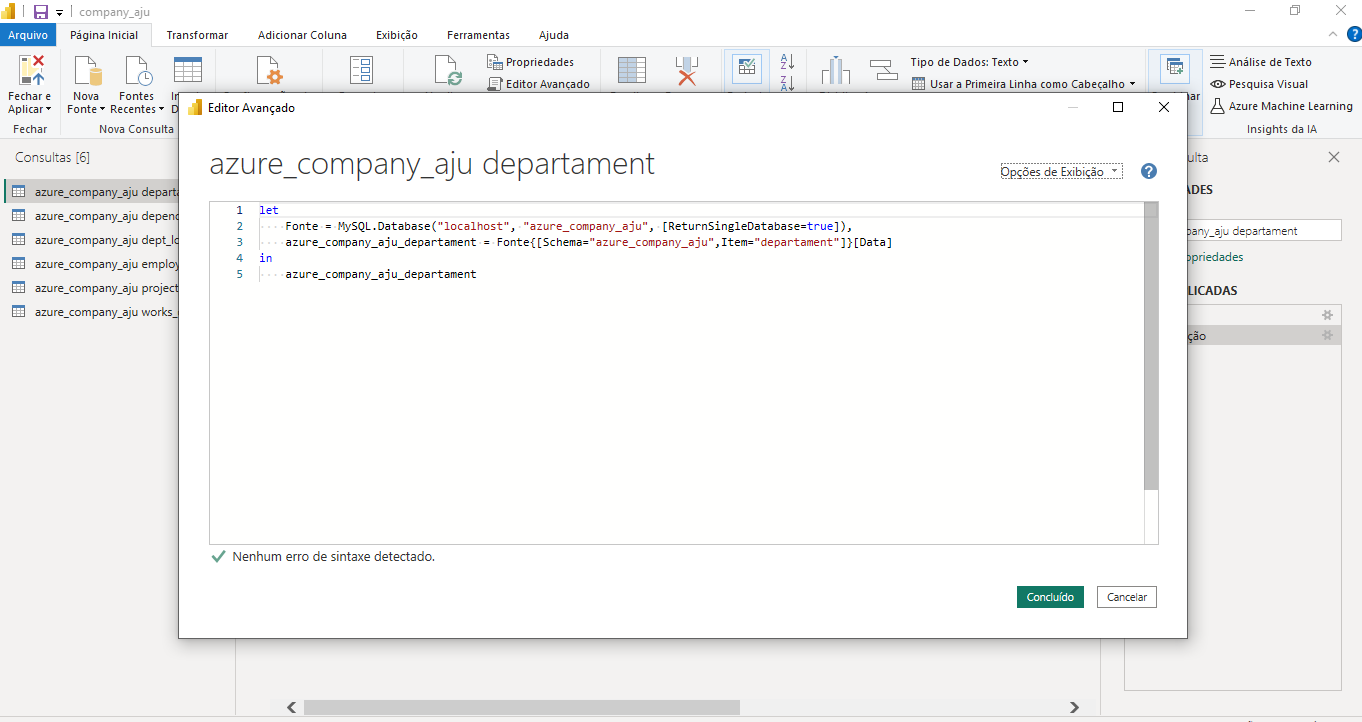 company_aju
Arquivo
Página Inicial
Transformar
Adicionar Coluna
Exibição
Ferramentas
Ajuda
Fechar e
Aplicar
Fechar
Nova
Fonte
Fontes
Recentes
Nova Consulta
Propriedades
Editor Avançado
Tipo de Dados: Texto
Usar a Primeira Linha como Cabeçalho
Análise de Texto
Pesquisa Visual
Azure Machine Learning
Insights da IA
Consultas [6]
azure_company_aju departa
azure_company_aju depend
azure_company_aju dept_lo
azure_company_aju employ
azure_company_aju project
azure_company_aju works_
Editor Avançado
azure_company_aju departament
Opções de Exibição
?
1 let
2 Fonte = MySQL.Database("localhost", "azure_company_aju", [ReturnSingleDatabase=true]),
3 azure_company_aju_departament = Fonte{[Schema="azure_company_aju",Item="departament"]}[Data]
4 in
5 azure_company_aju_departament
Nenhum erro de sintaxe detectado.
Concluído
Cancelar
ulta
ADES
pany_aju departament
opriedades
LICADAS
ção